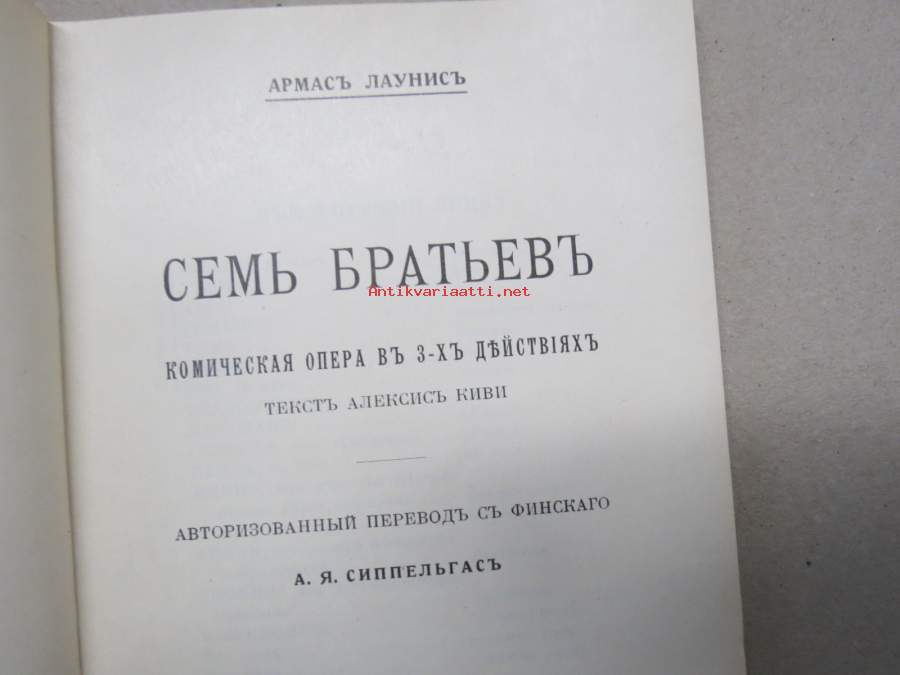 АРМАСЪ ЛАУНИСЪ
СЕМЬ БРАТЬЕВЪ
Antikvariaatti.net
КОМИЧЕСКАЯ ОПЕРА ВЪ 3-ХЪ ДѢЙСТВІЯХЪ
ТЕКСТЪ АЛЕКСИСЪ КИВИ
АВТОРИЗОВАННЫЙ ПЕРЕВОДЪ СЪ ФИНСКАГО
А. Я. СИППЕЛЬГАСЪ